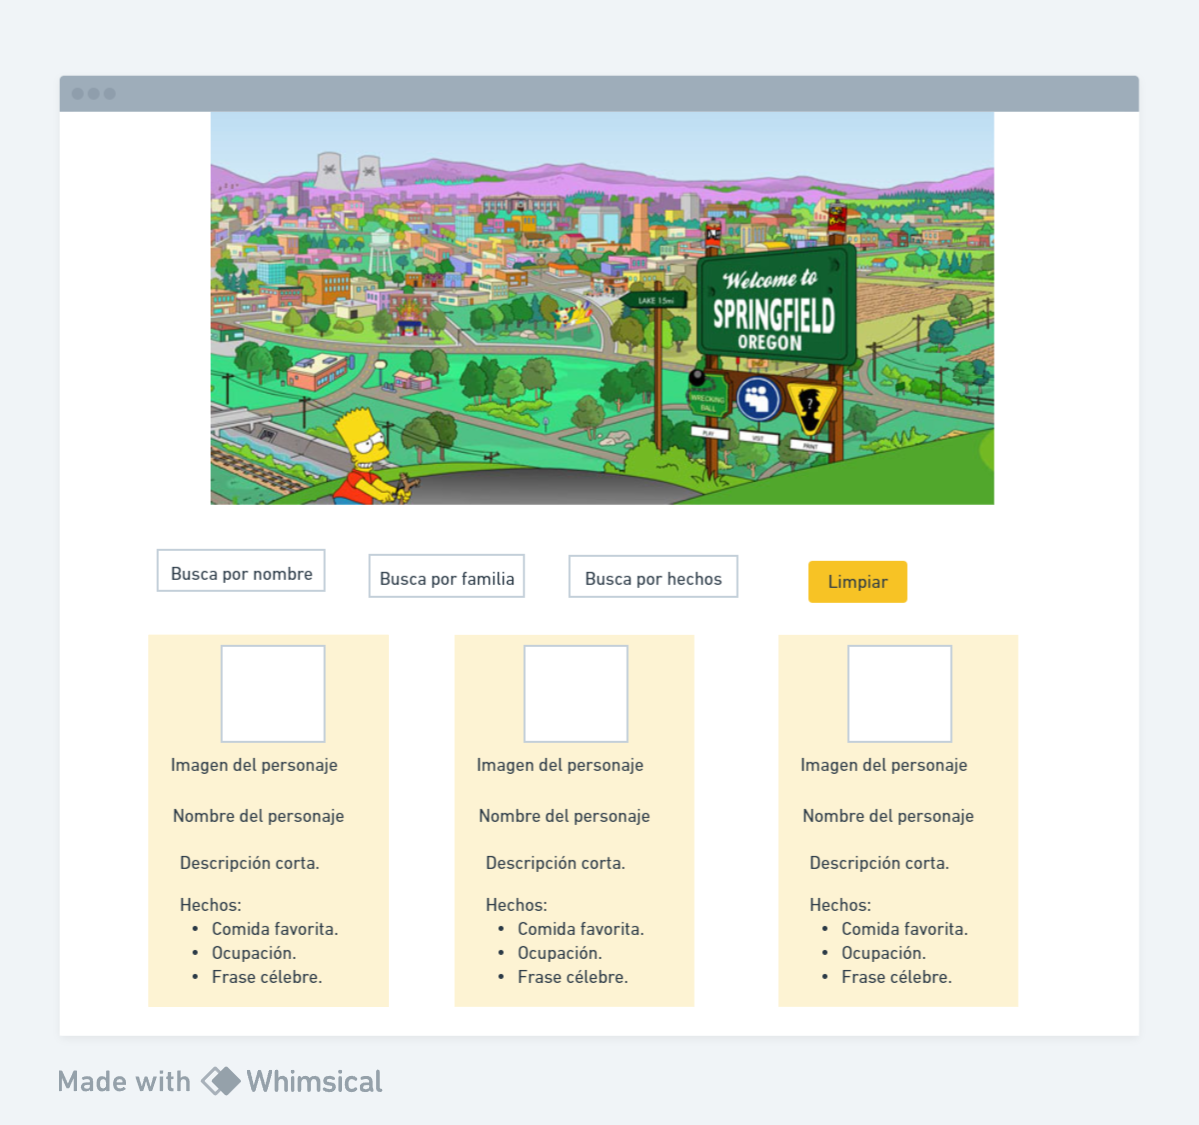 LAKE 15mi
Welcome to
SPRINGFIELD
OREGON
WRECKING
BALL
?
PLAY
VISIT
PRINT
Busca por nombre
Busca por familia
Busca por hechos
Limpiar
Imagen del personaje
Nombre del personaje
Descripción corta.
Hechos:
• Comida favorita.
• Ocupación.
• Frase célebre.
Imagen del personaje
Nombre del personaje
Descripción corta.
Hechos:
• Comida favorita.
• Ocupación.
• Frase célebre.
Imagen del personaje
Nombre del personaje
Descripción corta.
Hechos:
• Comida favorita.
• Ocupación.
• Frase célebre.
Made with Whimsical